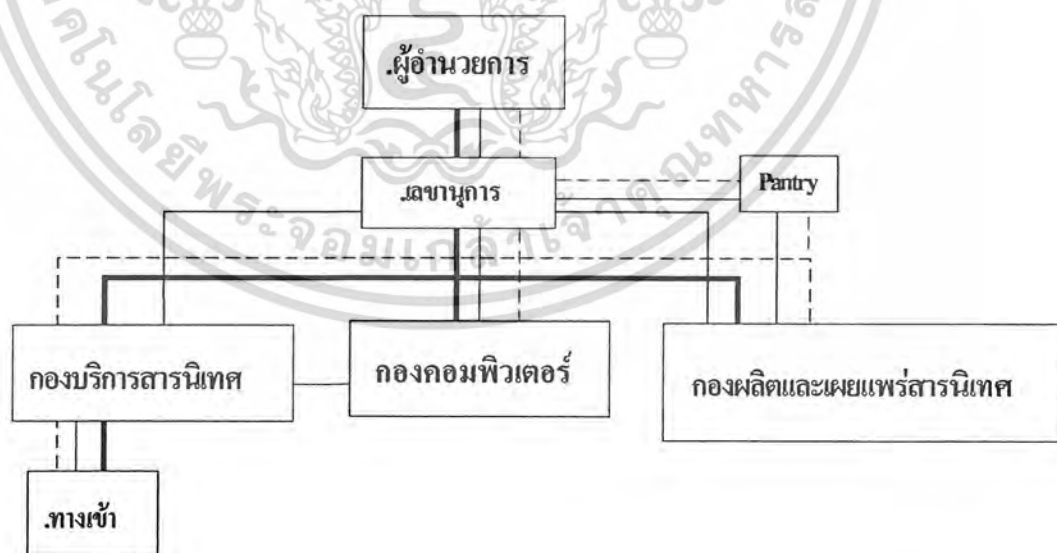 .ผู้อำนวยการ
.เลขานุการ
Pantry
กองบริการสารนิเทศ
กองคอมพิวเตอร์
กองผลิตและเผยแพร่สารนิเทศ
.ทางเข้า